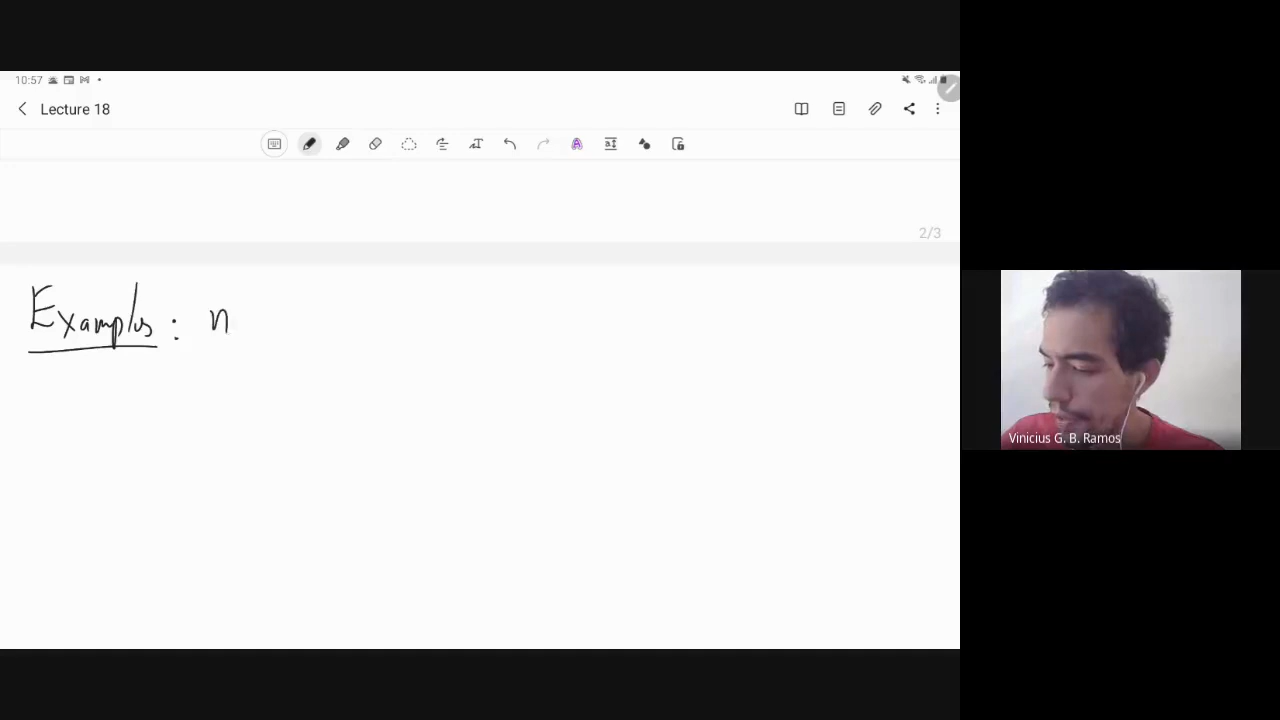 10:57
Lecture 18
2/3
Examples: n
Vinicius G. B. Ramos